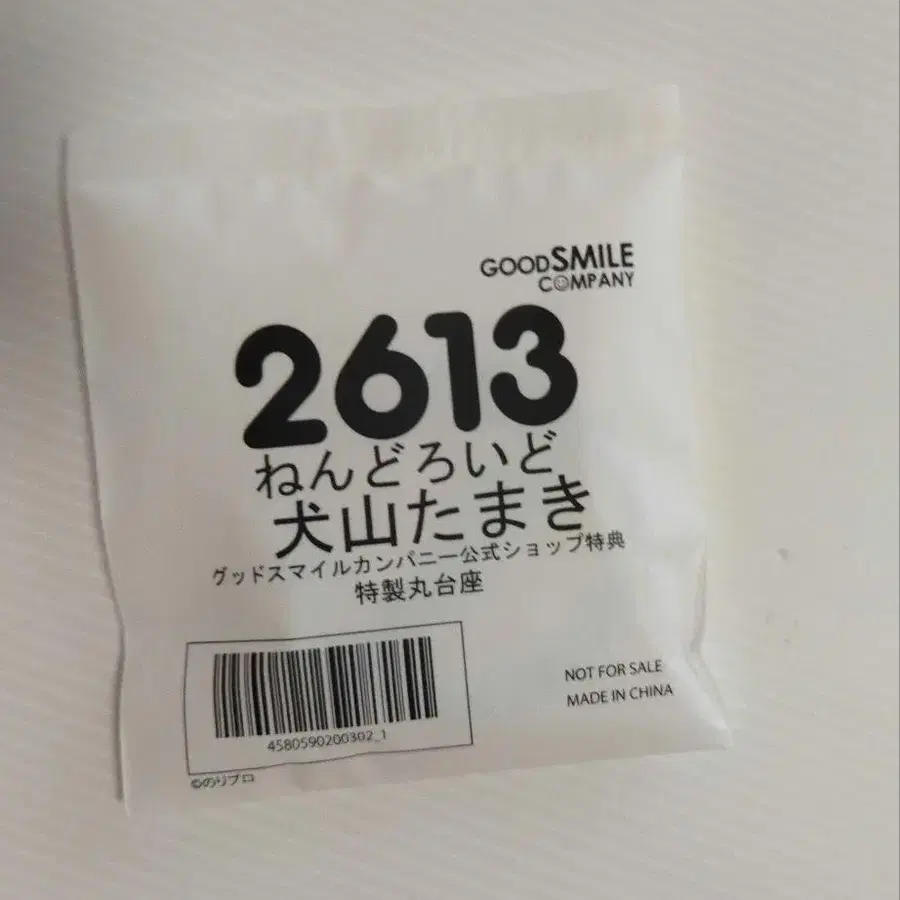 GOODSMILE
COMPANY
2613
ねんどろいど
犬山たまき
グッドスマイルカンパニー公式ショップ特典
特製丸台座
4580590200302_1
NOT FOR SALE
MADE IN CHINA
©のりプロ